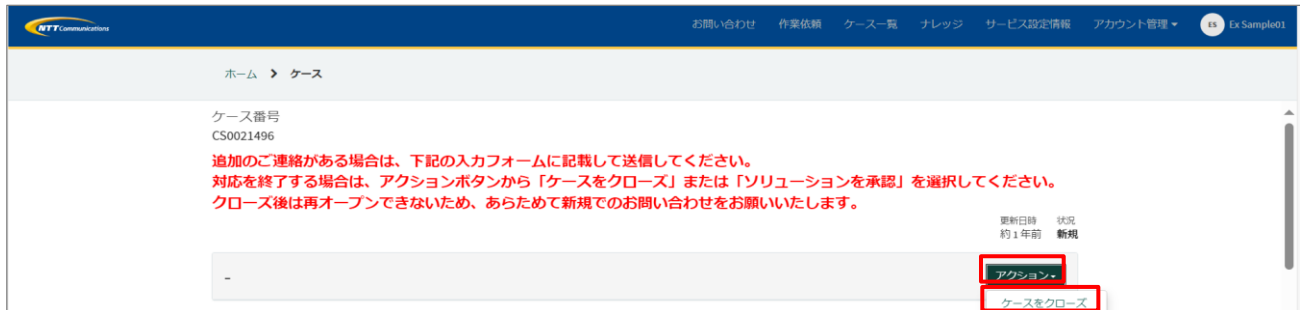 NTT Communications
お問い合わせ 作業依頼 ケース一覧 ナレッジ サービス設定情報 アカウント管理 ES Ex Sample01
ホーム > ケース
ケース番号
CS0021496
追加のご連絡がある場合は、下記の入力フォームに記載して送信してください。
対応を終了する場合は、アクションボタンから「ケースをクローズ」または「ソリューションを承認」を選択してください。
クローズ後は再オープンできないため、あらためて新規でのお問い合わせをお願いいたします。
更新日時 状況
約1年前 新規
– アクション
ケースをクローズ